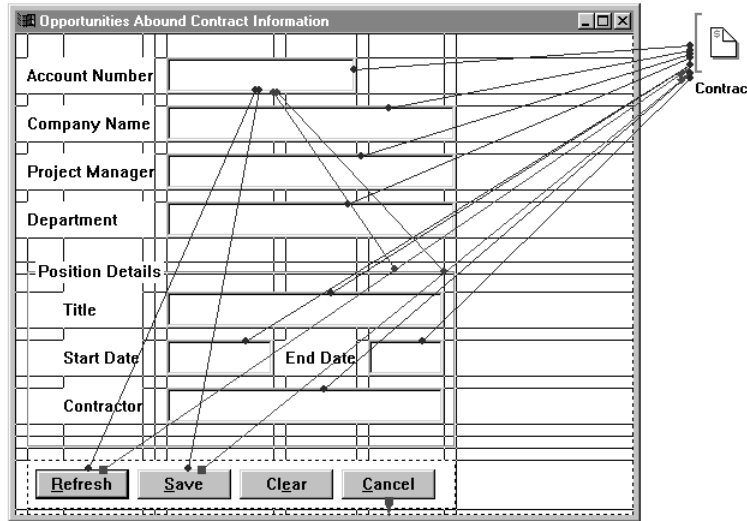 Opportunities Abound Contract Information
Account Number
Contrac
Company Name
Project Manager
Department
Position Details
Title
Start Date End Date
Contractor
Refresh Save Clear Cancel